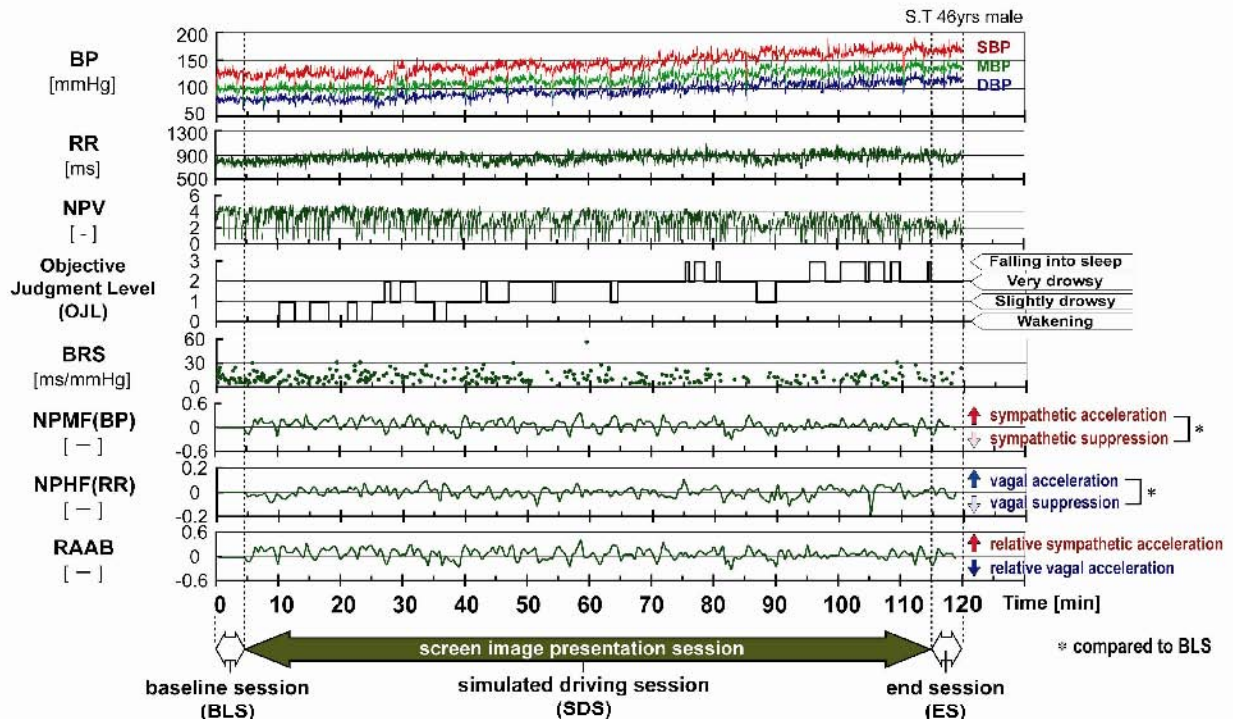 S.T 46yrs male
BP
[mmHg]
200
150
100
50
SBP
MBP
DBP
RR
[ms]
1300
900
500
NPV
[ - ]
6
4
2
0
Objective
Judgment Level
(OJL)
3
2
1
0
Falling into sleep
Very drowsy
Slightly drowsy
Wakening
BRS
[ms/mmHg]
60
30
0
NPMF(BP)
[ — ]
0.6
0
-0.6
sympathetic acceleration
sympathetic suppression
*
NPHF(RR)
[ — ]
0.2
0
-0.2
vagal acceleration
vagal suppression
*
RAAB
[ — ]
0.6
0
-0.6
relative sympathetic acceleration
relative vagal acceleration
0 10 20 30 40 50 60 70 80 90 100 110 120 Time [min]
screen image presentation session
* compared to BLS
baseline session
(BLS)
simulated driving session
(SDS)
end session
(ES)